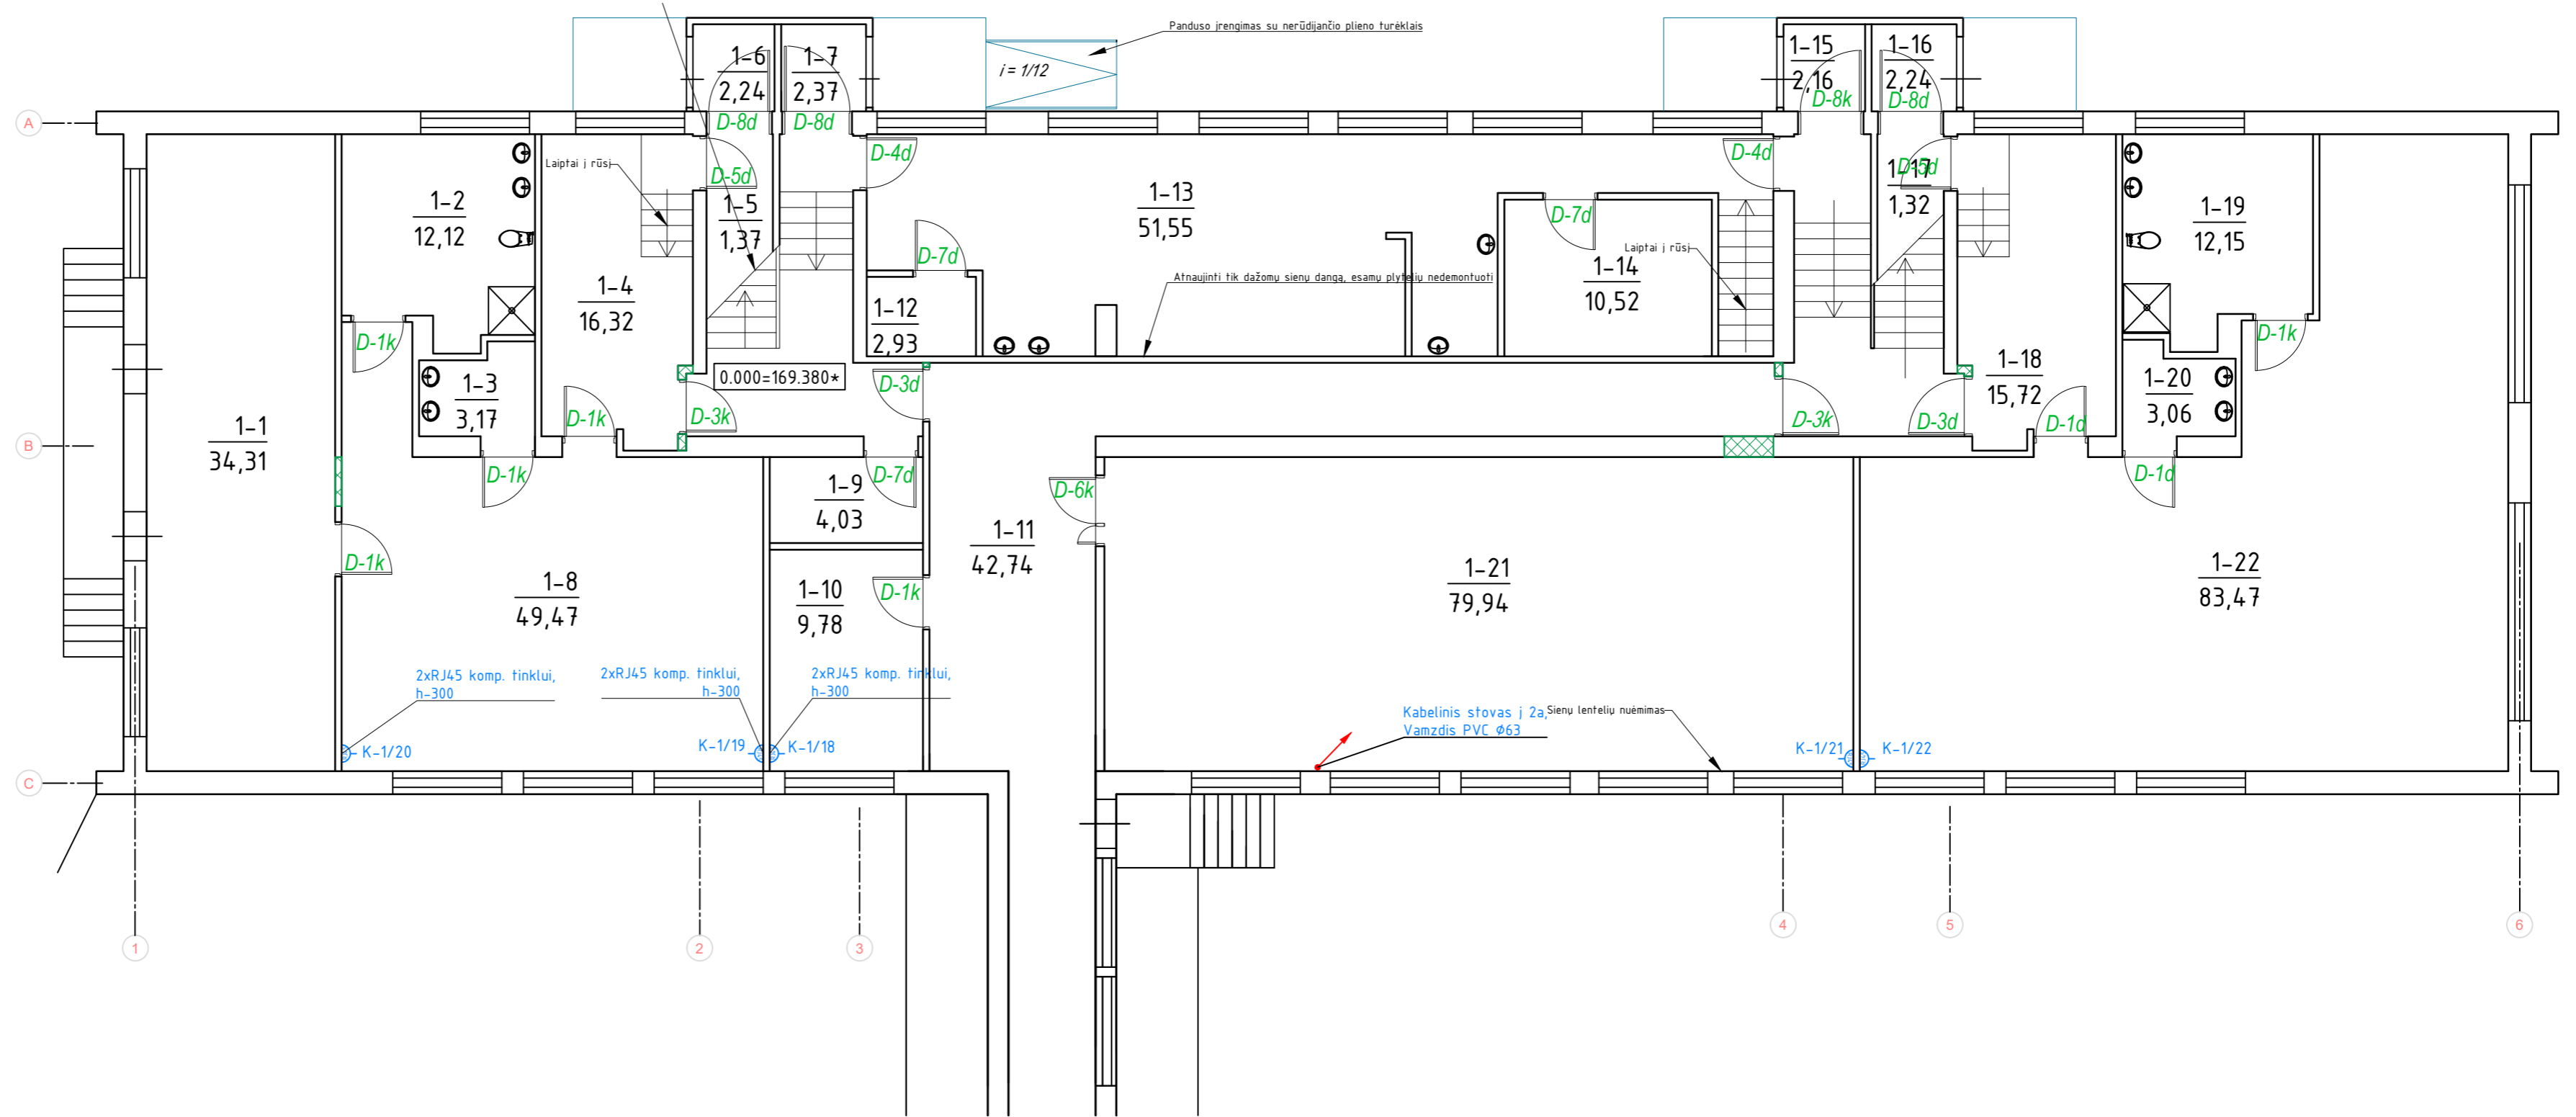 Panduso įrengimas su nerūdijančio plieno turėklais
i = 1/12
1-6
2,24
1-7
2,37
1-15
2,16
1-16
2,24
D-8d
D-8d
D-8k
D-8d
A
Laiptai į rūsį
D-5d
D-4d
D-4d
D-5d
1-17
1,32
1-2
12,12
1-5
1,37
1-13
51,55
D-7d
1-19
12,15
D-7d
Laiptai į rūsį
1-4
16,32
1-14
10,52
Atnaujinti tik dažomų sienų dangą, esamų plytelių nedemontuoti
1-12
2,93
D-1k
D-1k
0.000=169.380*
D-3d
1-18
15,72
1-3
3,17
1-20
3,06
D-1k
D-3k
D-3k
D-3d
D-1d
B
1-1
34,31
D-1k
1-9
4,03
D-7d
D-6k
D-1d
1-11
42,74
D-1k
1-8
49,47
1-10
9,78
D-1k
1-21
79,94
1-22
83,47
2xRJ45 komp. tinklui,
h-300
2xRJ45 komp. tinklui,
h-300
2xRJ45 komp. tinklui,
h-300
Kabelinis stovas į 2a,
Vamzdis PVC Ø63
Sienų lentelių nuėmimas
K-1/20
K-1/19
K-1/18
K-1/21
K-1/22
C
1
2
3
4
5
6